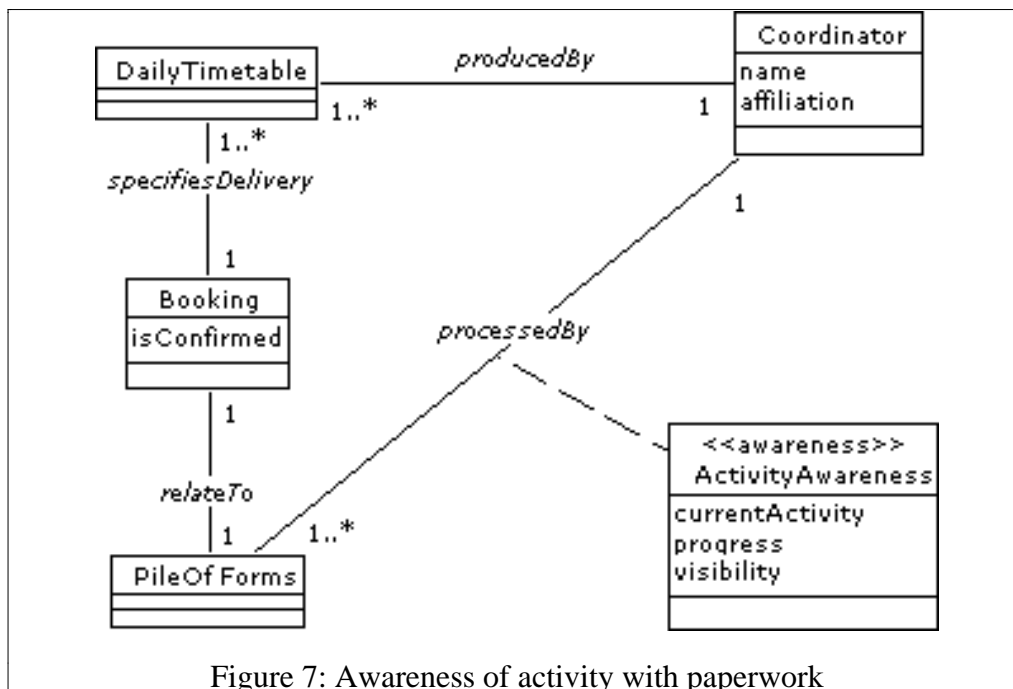 Coordinator
name
affiliation
producedBy
DailyTimetable
1..*
1
1..*
specifiesDelivery
1
1
Booking
isConfirmed
processedBy
1
<<awareness>>
ActivityAwareness
currentActivity
progress
visibility
relateTo
1
1..*
PileOf Forms
Figure 7: Awareness of activity with paperwork